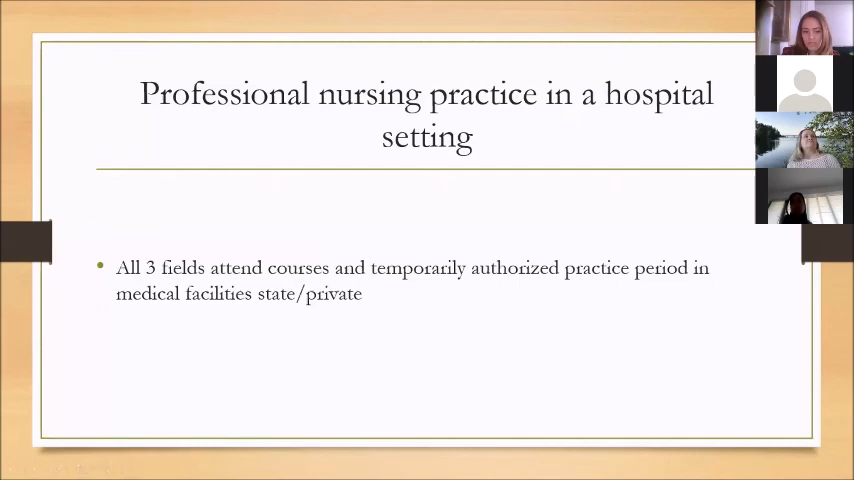 Professional nursing practice in a hospital
setting
• All 3 fields attend courses and temporarily authorized practice period in
medical facilities state/private